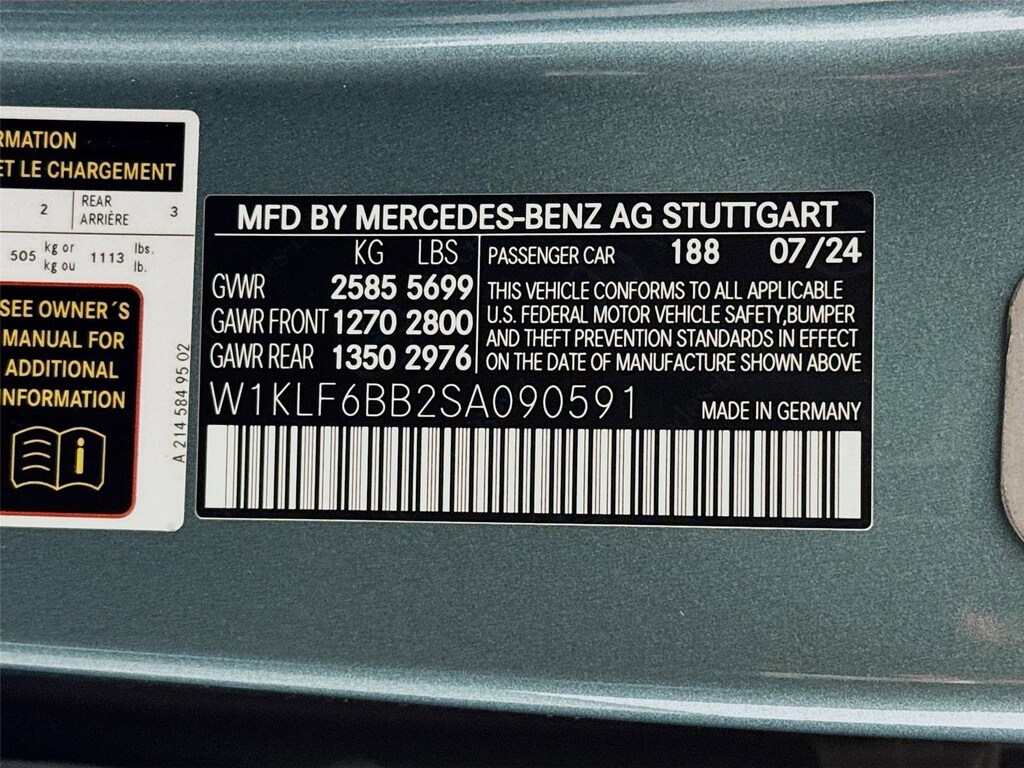 RMATION
ET LE CHARGEMENT
2 REAR ARRIÈRE 3
505 kg or kg ou 1113 lbs. lb.
SEE OWNER´S
MANUAL FOR
ADDITIONAL
INFORMATION
i
A 214 584 95 02
MFD BY MERCEDES-BENZ AG STUTTGART
KG LBS
GVWR 2585 5699
GAWR FRONT 1270 2800
GAWR REAR 1350 2976
PASSENGER CAR 188 07/24
THIS VEHICLE CONFORMS TO ALL APPLICABLE
U.S. FEDERAL MOTOR VEHICLE SAFETY,BUMPER
AND THEFT PREVENTION STANDARDS IN EFFECT
ON THE DATE OF MANUFACTURE SHOWN ABOVE
W1KLF6BB2SA090591
MADE IN GERMANY